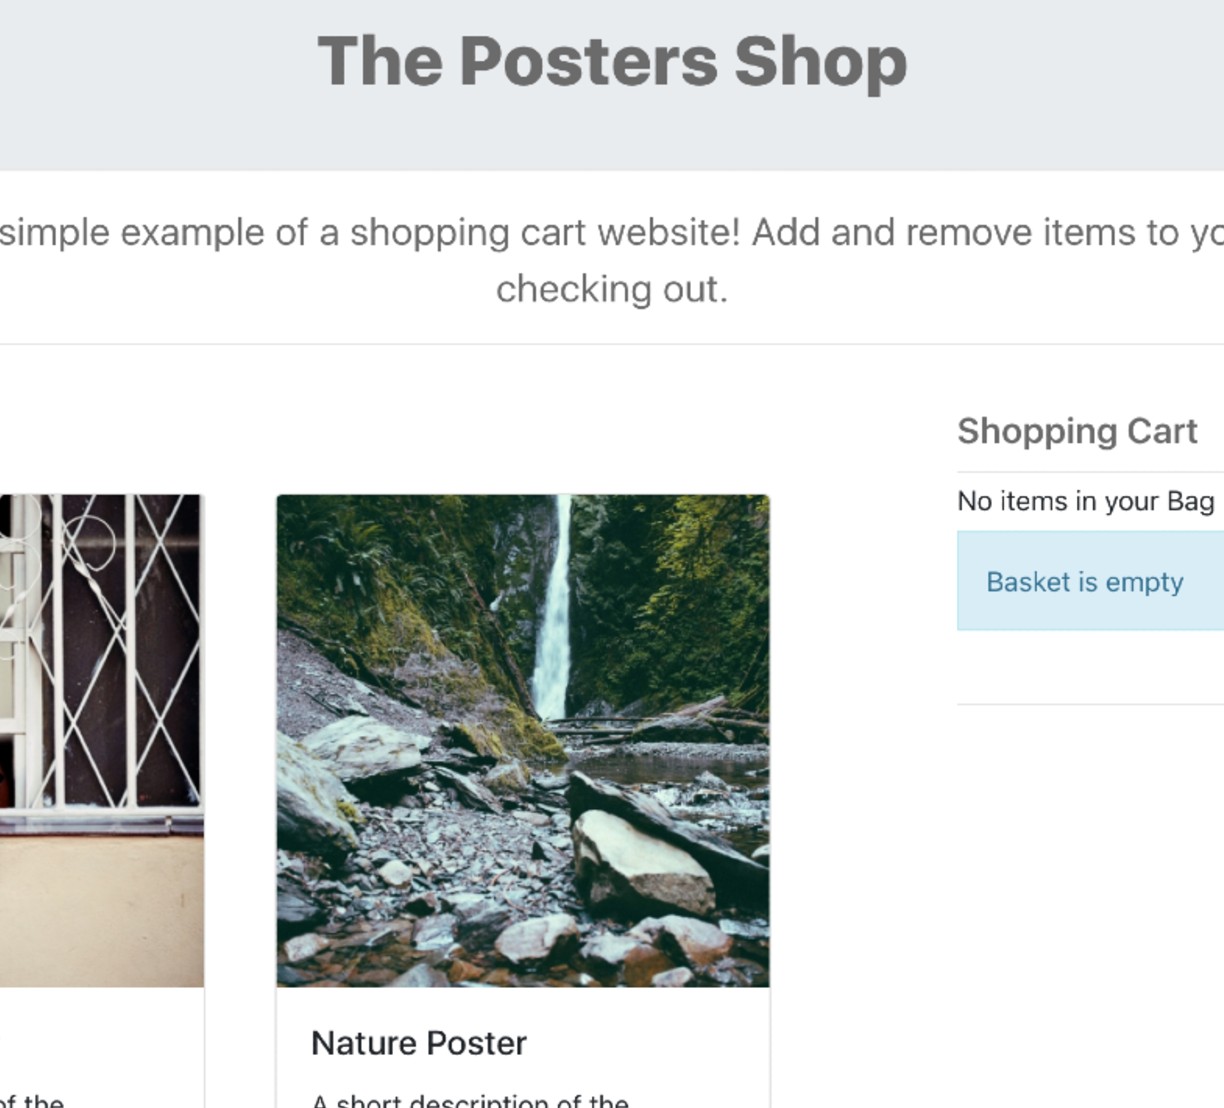 The Posters Shop
simple example of a shopping cart website! Add and remove items to yo
checking out.
Shopping Cart
No items in your Bag
Basket is empty
Nature Poster
of the
A short description of the